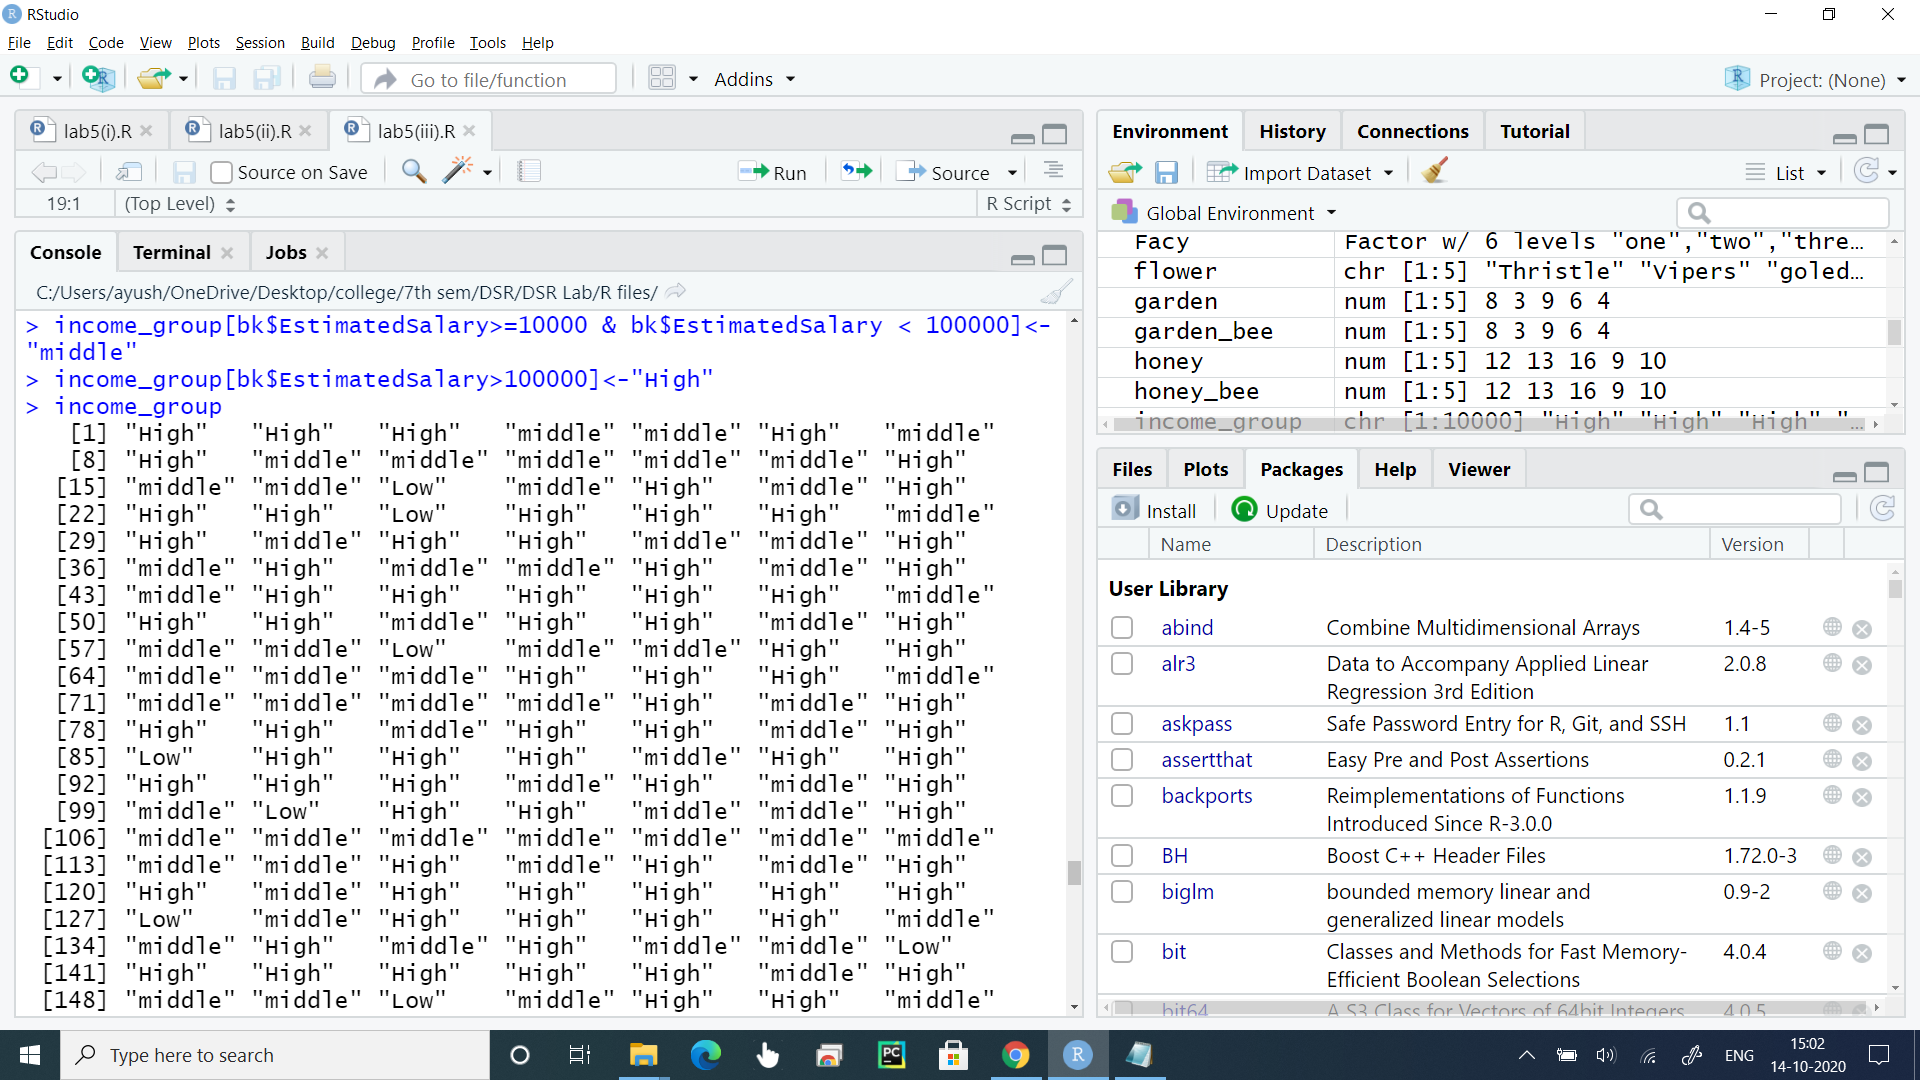 RStudio
File Edit Code View Plots Session Build Debug Profile Tools Help
Go to file/function Addins Project: (None)
lab5(i).R lab5(ii).R lab5(iii).R
Source on Save Run Source
19:1 (Top Level) R Script
Console Terminal Jobs
C:/Users/ayush/OneDrive/Desktop/college/7th sem/DSR/DSR Lab/R files/
> income_group[bk$EstimatedSalary>=10000 & bk$EstimatedSalary < 100000]<-
"middle"
> income_group[bk$EstimatedSalary>100000]<-"High"
> income_group
[1] "High" "High" "High" "middle" "middle" "High" "middle"
[8] "High" "middle" "middle" "middle" "middle" "middle" "High"
[15] "middle" "middle" "Low" "middle" "High" "middle" "High"
[22] "High" "High" "Low" "High" "High" "High" "middle"
[29] "High" "middle" "High" "High" "middle" "middle" "High"
[36] "middle" "High" "middle" "middle" "High" "middle" "High"
[43] "middle" "High" "High" "High" "High" "High" "middle"
[50] "High" "High" "middle" "High" "High" "middle" "High"
[57] "middle" "middle" "Low" "middle" "middle" "High" "High"
[64] "middle" "middle" "middle" "High" "High" "High" "middle"
[71] "middle" "middle" "middle" "middle" "High" "middle" "High"
[78] "High" "High" "middle" "middle" "High" "High" "High"
[85] "Low" "High" "High" "High" "middle" "High" "High"
[92] "High" "High" "High" "middle" "High" "middle" "High"
[99] "middle" "Low" "High" "High" "middle" "middle" "High"
[106] "middle" "middle" "middle" "middle" "middle" "middle" "middle"
[113] "middle" "middle" "High" "middle" "High" "middle" "High"
[120] "High" "middle" "High" "High" "High" "High" "High"
[127] "Low" "middle" "High" "High" "High" "High" "middle"
[134] "middle" "High" "middle" "High" "middle" "middle" "Low"
[141] "High" "High" "High" "High" "High" "middle" "High"
[148] "middle" "middle" "Low" "middle" "High" "High" "middle"
Environment History Connections Tutorial
Import Dataset List
Global Environment
Facy Factor w/ 6 levels "one","two","thre...
flower chr [1:5] "Thristle" "Vipers" "goled...
garden num [1:5] 8 3 9 6 4
garden_bee num [1:5] 8 3 9 6 4
honey num [1:5] 12 13 16 9 10
honey_bee num [1:5] 12 13 16 9 10
income_group chr [1:10000] "High" "High" "High" "...
Files Plots Packages Help Viewer
Install Update
Name Description Version
User Library
abind Combine Multidimensional Arrays 1.4-5
alr3 Data to Accompany Applied Linear 2.0.8
Regression 3rd Edition
askpass Safe Password Entry for R, Git, and SSH 1.1
assertthat Easy Pre and Post Assertions 0.2.1
backports Reimplementations of Functions 1.1.9
Introduced Since R-3.0.0
BH Boost C++ Header Files 1.72.0-3
biglm bounded memory linear and 0.9-2
generalized linear models
bit Classes and Methods for Fast Memory- 4.0.4
Efficient Boolean Selections
bit64 A S3 Class for Vectors of 64bit Integers 4.0.5
Type here to search
PC
R
ENG
15:02
14-10-2020